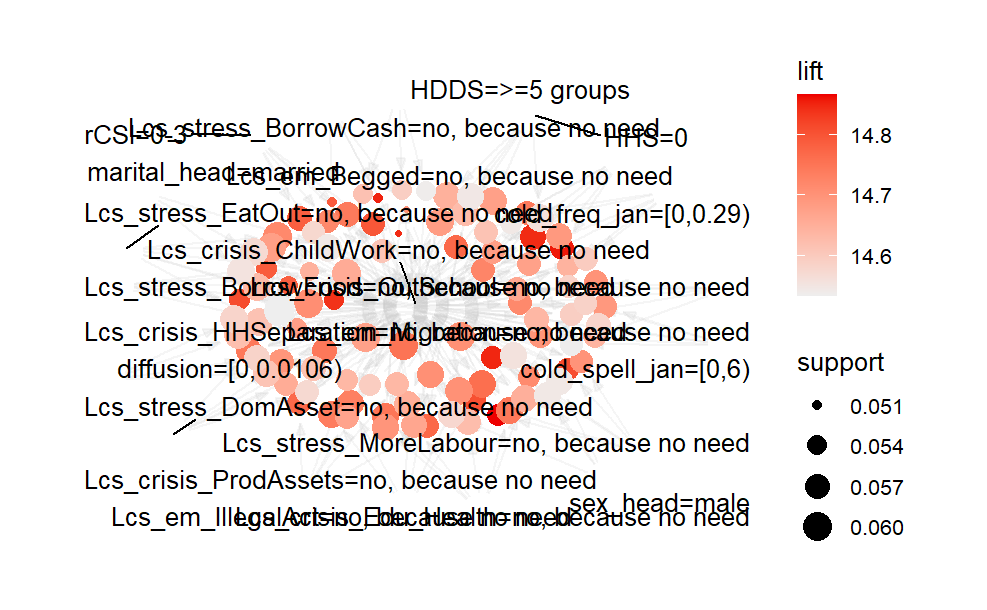 lift
HDDS=>=5 groups
14.8
rCSI=0-3
Lcs_stress_BorrowCash=no, because no need
HHS=0
marital_head=married
Lcs_em_Begged=no, because no need
14.7
Lcs_stress_EatOut=no, because no need
cold_freq_jan=[0,0.29)
Lcs_crisis_ChildWork=no, because no need
14.6
Lcs_stress_BorrowFood=no, because no need
Lcs_crisis_OutSchool=no, because no need
Lcs_crisis_HHSeparation=no, because no need
Lcs_em_Migration=no, because no need
support
diffusion=[0,0.0106)
cold_spell_jan=[0,6)
0.051
Lcs_stress_DomAsset=no, because no need
Lcs_stress_MoreLabour=no, because no need
0.054
Lcs_crisis_ProdAssets=no, because no need
0.057
sex_head=male
Lcs_em_IllegalAct=no, because no need
Lcs_crisis_Edu_Health=no, because no need
0.060